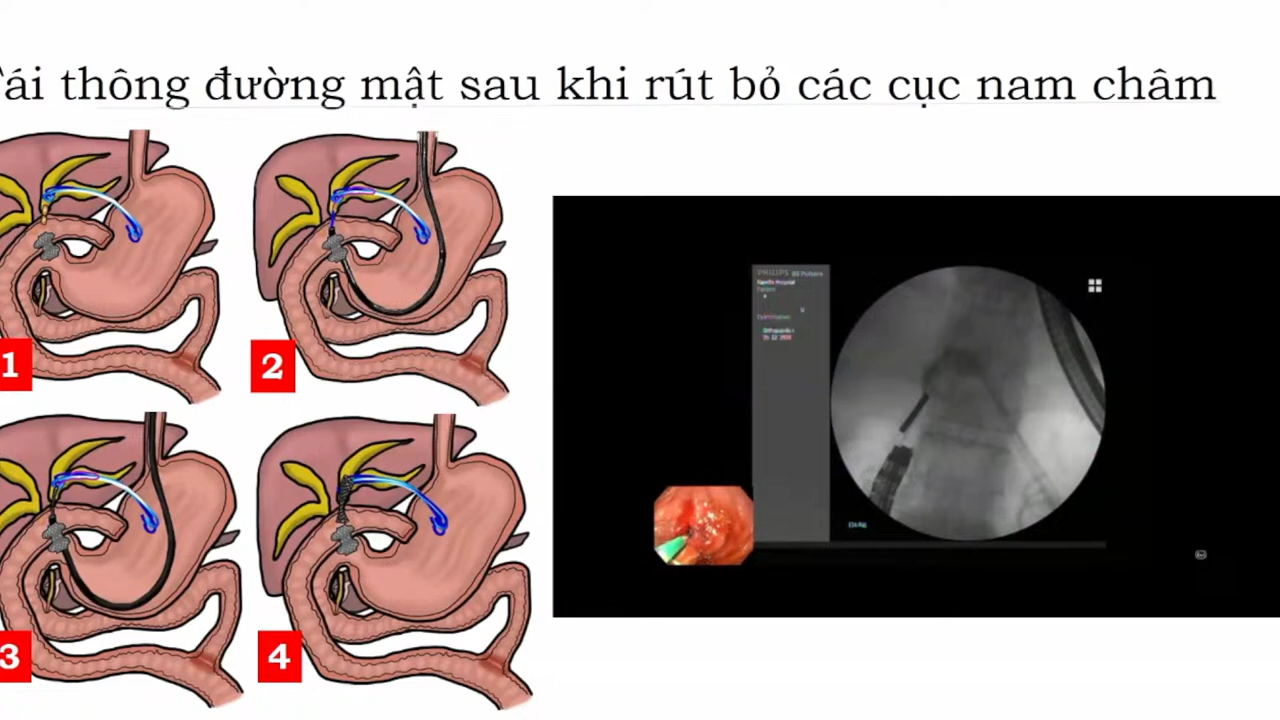 ái thông đường mật sau khi rút bỏ các cục nam châm
1
2
3
4
PHILIPS